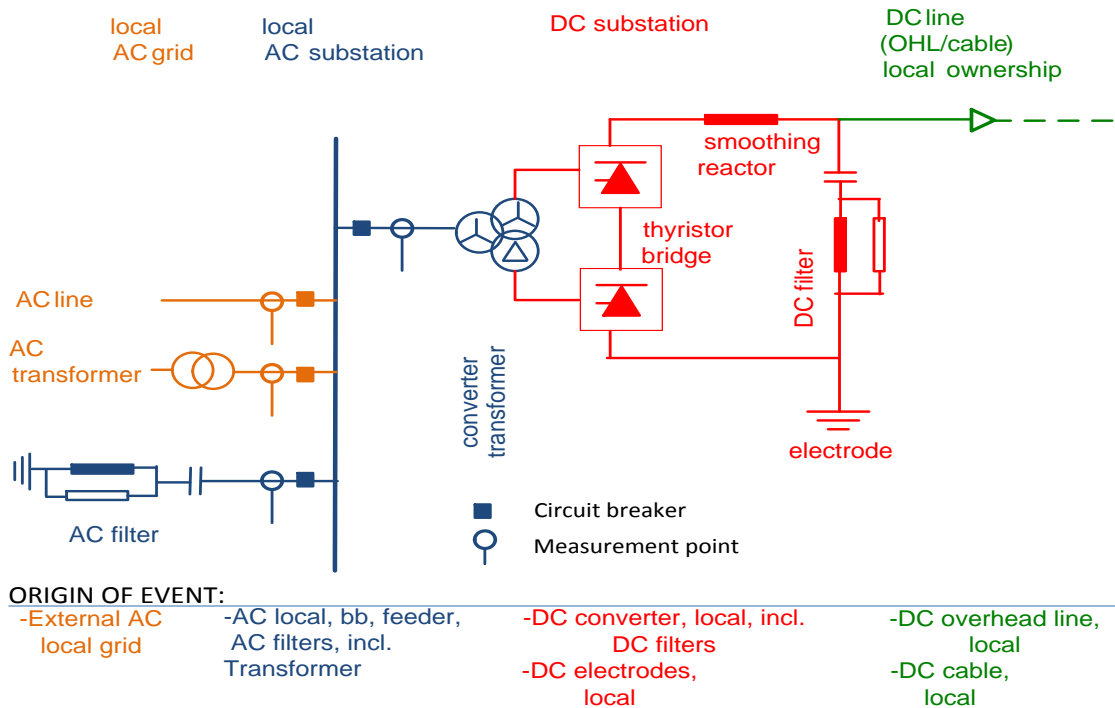 local
AC grid
local
AC substation
DC substation
DC line
(OHL/cable)
local ownership
smoothing
reactor
thyristor
bridge
DC filter
AC line
AC
transformer
converter
transformer
electrode
AC filter
Circuit breaker
Measurement point
ORIGIN OF EVENT:
-External AC
local grid
-AC local, bb, feeder,
AC filters, incl.
Transformer
-DC converter, local, incl.
DC filters
-DC electrodes,
local
-DC overhead line,
local
-DC cable,
local